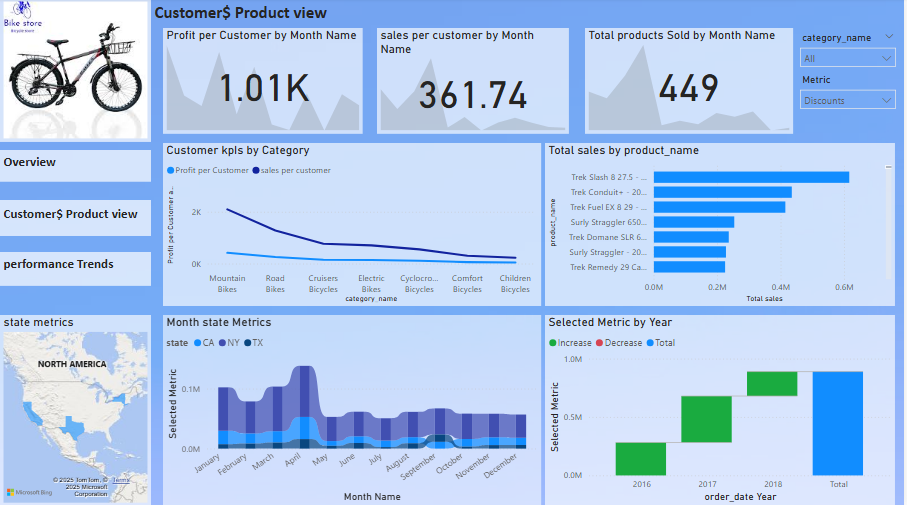 Bike store
Customer$ Product view
Profit per Customer by Month Name
1.01K
sales per customer by Month
Name
361.74
Total products Sold by Month Name
449
category_name
All
Metric
Discounts
Overview
Customer$ Product view
performance Trends
Customer kpls by Category
Profit per Customer
sales per customer
Profit per Customer a..
2K
0K
Mountain
Bikes
Road
Bikes
Cruisers
Bicycles
Electric
Bikes
Cyclocro...
Bicycles
Comfort
Bicycles
Children
Bicycles
category_name
Total sales by product_name
product_name
Trek Slash 8 27.5 - ...
Trek Conduit+ - 20...
Trek Fuel EX 8 29 - ...
Surly Straggler 650...
Trek Domane SLR 6...
Surly Straggler - 20...
Trek Remedy 29 Ca...
0.0M
0.2M
0.4M
0.6M
Total sales
state metrics
NORTH AMERICA
© 2025 TomTom, ©
2025 Microsoft
Corporation
Terms
Microsoft Bing
Month state Metrics
state
CA
NY
TX
Selected Metric
0.1M
0.0M
January
February
March
April
May
June
July
August
September
October
November
December
Month Name
Selected Metric by Year
Increase
Decrease
Total
Selected Metric
1.0M
0.5M
0.0M
2016
2017
2018
Total
order_date Year